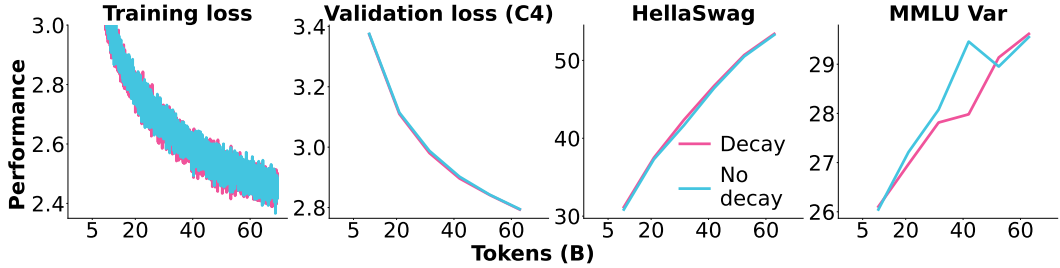 Training loss
Validation loss (C4)
HellaSwag
MMLU Var
Performance
3.0
2.8
2.6
2.4
5 20 40 60
3.4
3.2
3.0
2.8
5 20 40 60
50
40
30
5 20 40 60
Decay
No
decay
29
28
27
26
5 20 40 60
Tokens (B)